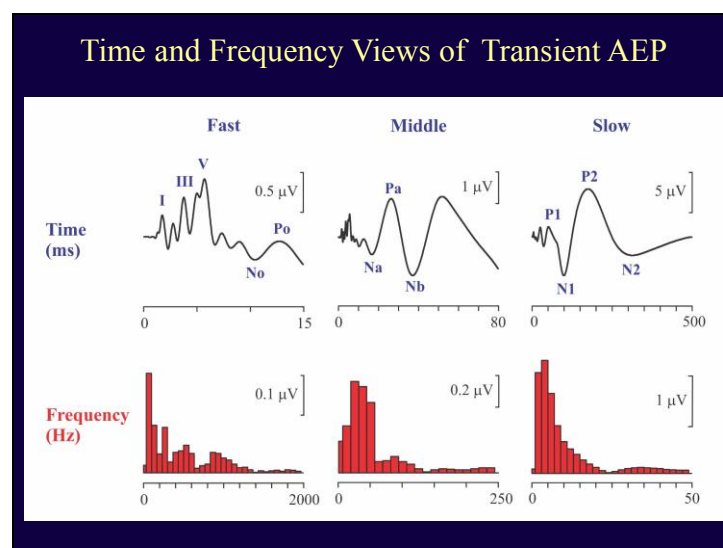 Time and Frequency Views of Transient AEP
Fast
Middle
Slow
Time
(ms)
I
III
V
No
Po
0.5 µV
0
15
Na
Pa
Nb
1 µV
0
80
P1
N1
P2
N2
5 µV
0
500
Frequency
(Hz)
0.1 µV
0
2000
0.2 µV
0
250
1 µV
0
50